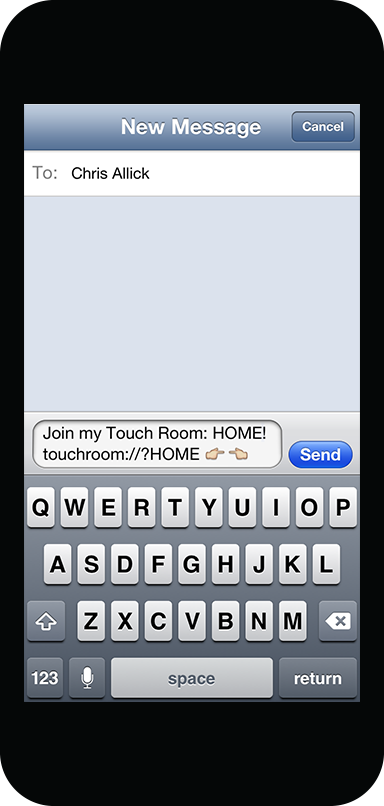 New Message Cancel
To: Chris Allick
Join my Touch Room: HOME!
touchroom://?HOME 👉🏼 👈🏼
Send
Q W E R T Y U I O P
A S D F G H J K L
Z X C V B N M
123 space return